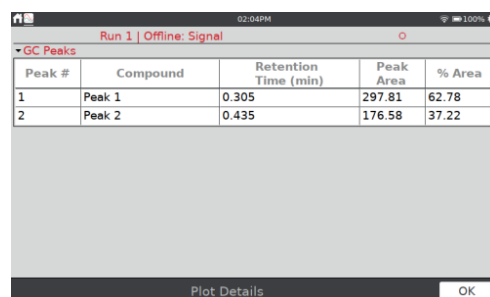 02:04PM 100%
Run 1 | Offline: Signal
GC Peaks
Peak # Compound Retention Time (min) Peak Area % Area
1 Peak 1 0.305 297.81 62.78
2 Peak 2 0.435 176.58 37.22
Plot Details OK